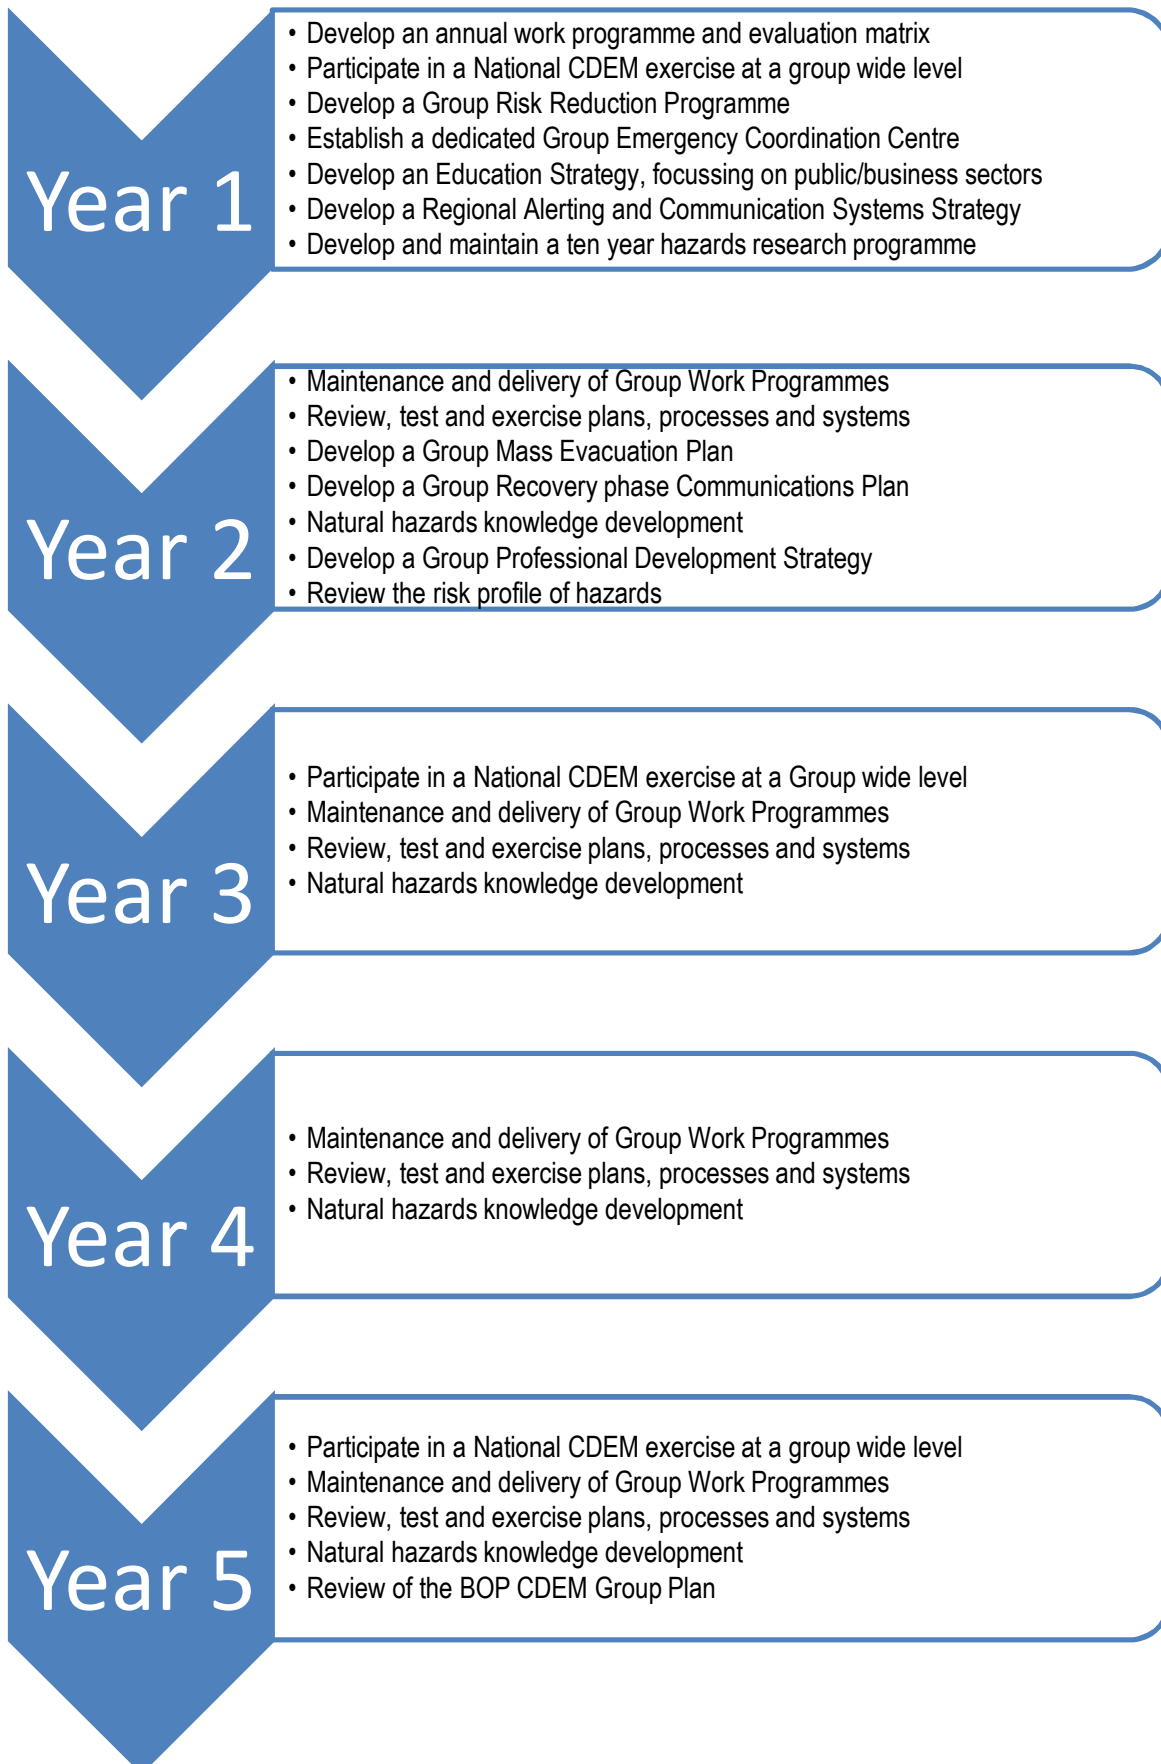 Year 1
• Develop an annual work programme and evaluation matrix
• Participate in a National CDEM exercise at a group wide level
• Develop a Group Risk Reduction Programme
• Establish a dedicated Group Emergency Coordination Centre
• Develop an Education Strategy, focussing on public/business sectors
• Develop a Regional Alerting and Communication Systems Strategy
• Develop and maintain a ten year hazards research programme
Year 2
• Maintenance and delivery of Group Work Programmes
• Review, test and exercise plans, processes and systems
• Develop a Group Mass Evacuation Plan
• Develop a Group Recovery phase Communications Plan
• Natural hazards knowledge development
• Develop a Group Professional Development Strategy
• Review the risk profile of hazards
Year 3
• Participate in a National CDEM exercise at a Group wide level
• Maintenance and delivery of Group Work Programmes
• Review, test and exercise plans, processes and systems
• Natural hazards knowledge development
Year 4
• Maintenance and delivery of Group Work Programmes
• Review, test and exercise plans, processes and systems
• Natural hazards knowledge development
Year 5
• Participate in a National CDEM exercise at a group wide level
• Maintenance and delivery of Group Work Programmes
• Review, test and exercise plans, processes and systems
• Natural hazards knowledge development
• Review of the BOP CDEM Group Plan